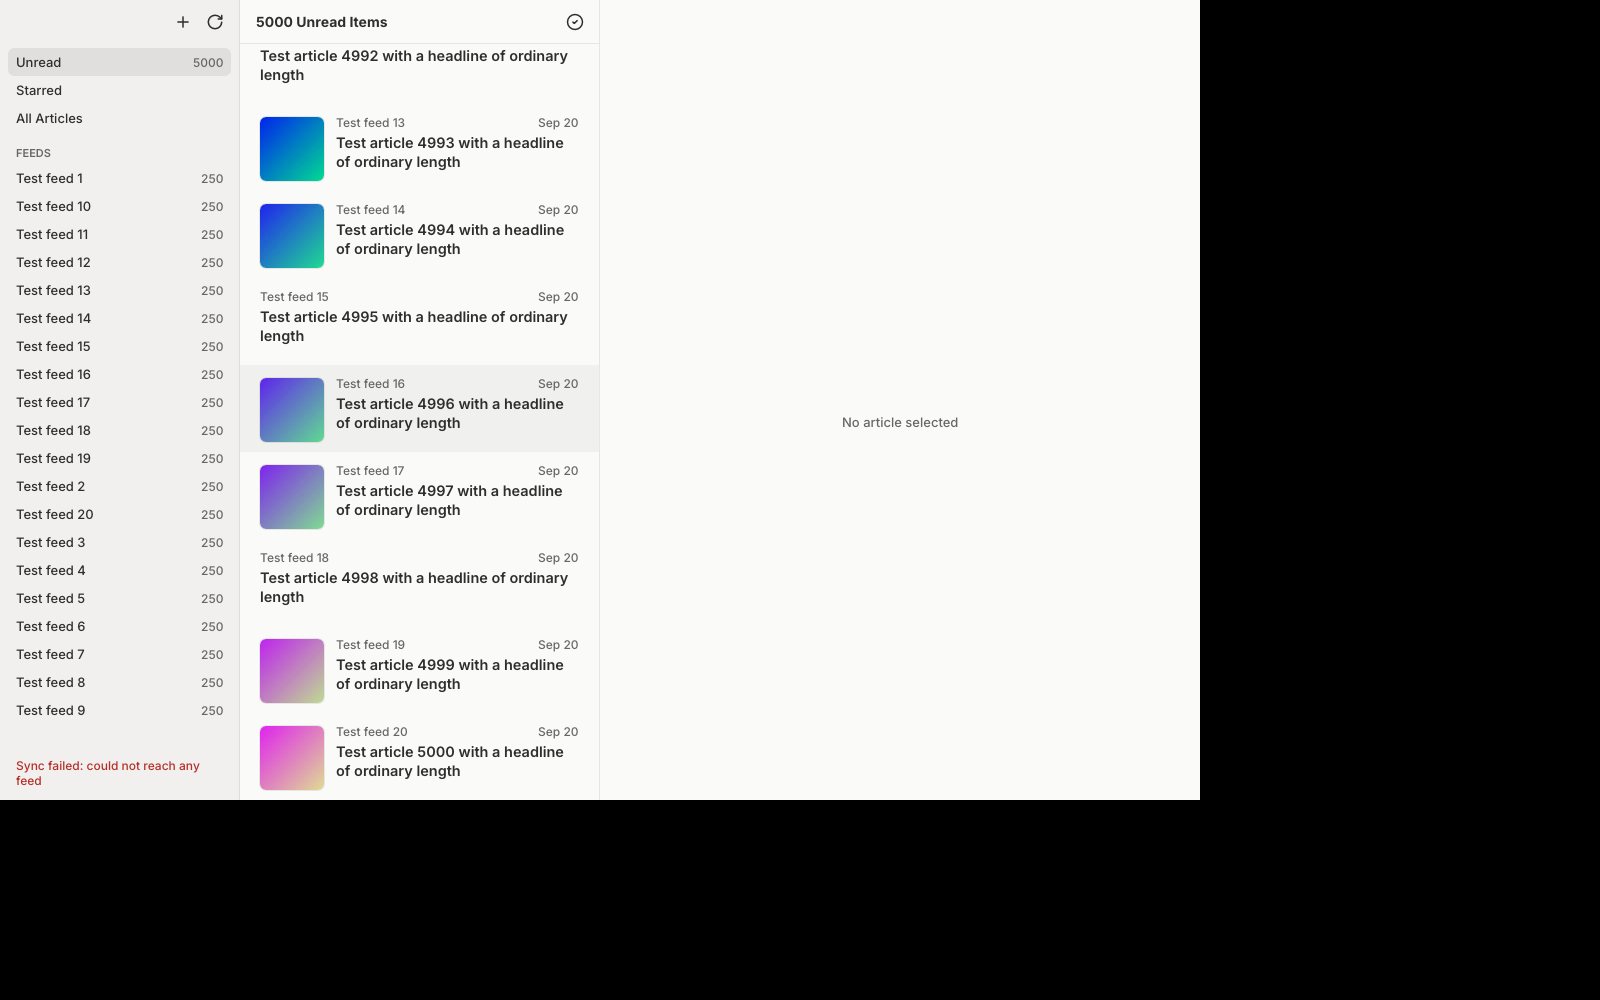 Unread 5000
Starred
All Articles
FEEDS
Test feed 1 250
Test feed 10 250
Test feed 11 250
Test feed 12 250
Test feed 13 250
Test feed 14 250
Test feed 15 250
Test feed 16 250
Test feed 17 250
Test feed 18 250
Test feed 19 250
Test feed 2 250
Test feed 20 250
Test feed 3 250
Test feed 4 250
Test feed 5 250
Test feed 6 250
Test feed 7 250
Test feed 8 250
Test feed 9 250
Sync failed: could not reach any
feed
5000 Unread Items
Test article 4992 with a headline of ordinary
length
Test feed 13 Sep 20
Test article 4993 with a headline
of ordinary length
Test feed 14 Sep 20
Test article 4994 with a headline
of ordinary length
Test feed 15 Sep 20
Test article 4995 with a headline of ordinary
length
Test feed 16 Sep 20
Test article 4996 with a headline
of ordinary length
Test feed 17 Sep 20
Test article 4997 with a headline
of ordinary length
Test feed 18 Sep 20
Test article 4998 with a headline of ordinary
length
Test feed 19 Sep 20
Test article 4999 with a headline
of ordinary length
Test feed 20 Sep 20
Test article 5000 with a headline
of ordinary length
No article selected